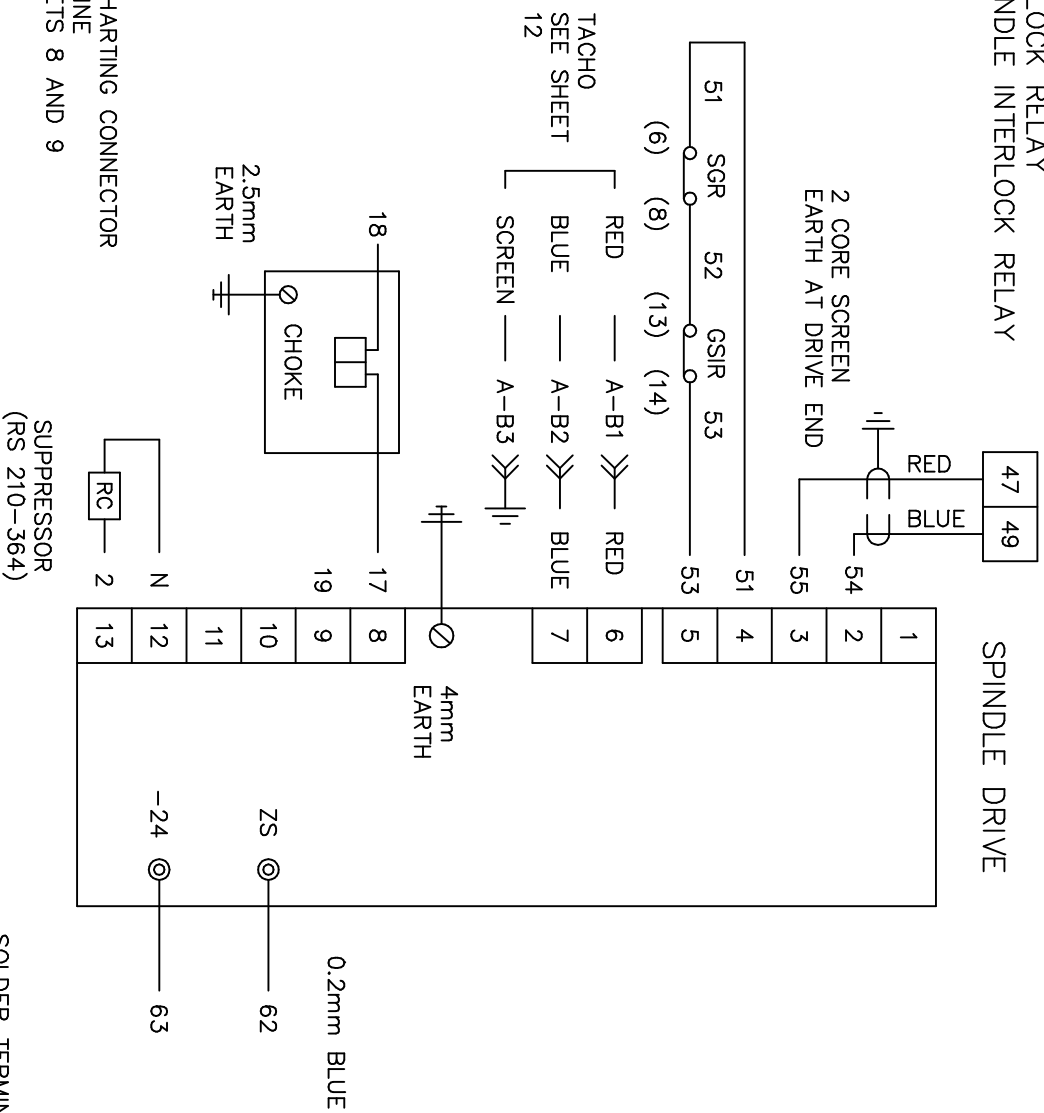 LOCK RELAY
NDLE INTERLOCK RELAY
SPINDLE DRIVE
47
49
RED
BLUE
2 CORE SCREEN
EARTH AT DRIVE END
54
55
51
53
51
SGR
52
GSIR
53
(6)
(8)
(13)
(14)
TACHO
SEE SHEET
12
RED
A-B1
RED
BLUE
A-B2
BLUE
SCREEN
A-B3
1
2
3
4
5
6
7
8
9
10
11
12
13
4mm
EARTH
18
17
19
CHOKE
2.5mm
EARTH
N
2
RC
SUPPRESSOR
(RS 210-364)
ZS
62
-24
63
0.2mm BLUE
HARTING CONNECTOR
INE
ETS 8 AND 9
SOLDER TERMIN